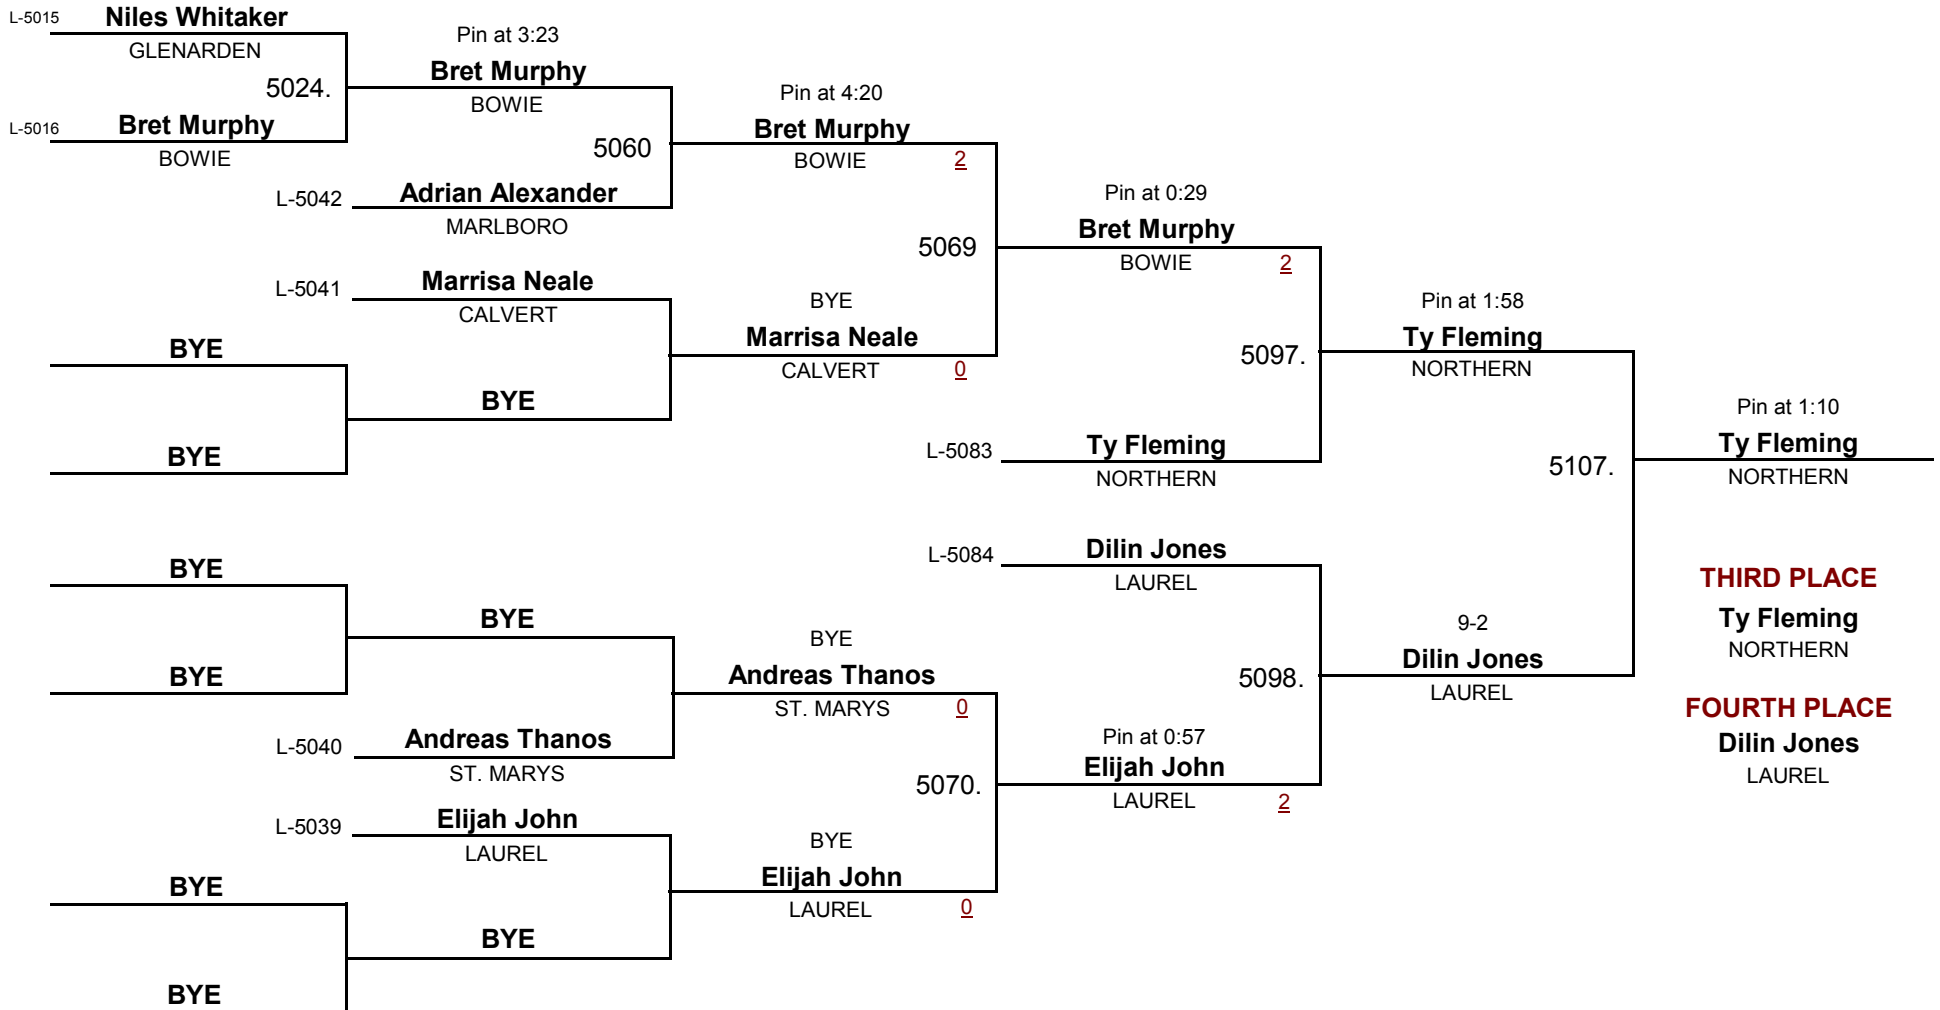 L-5015 Niles Whitaker
GLENARDEN
5024.
L-5016 Bret Murphy
BOWIE
Pin at 3:23
Bret Murphy
BOWIE
5060
L-5042 Adrian Alexander
MARLBORO
L-5041 Marrisa Neale
CALVERT
BYE
BYE
BYE
Pin at 4:20
Bret Murphy
BOWIE 2
5069
BYE
Marrisa Neale
CALVERT 0
Pin at 0:29
Bret Murphy
BOWIE 2
5097.
L-5083 Ty Fleming
NORTHERN
Pin at 1:58
Ty Fleming
NORTHERN
5107.
Pin at 1:10
Ty Fleming
NORTHERN
BYE
BYE
BYE
L-5040 Andreas Thanos
ST. MARYS
L-5039 Elijah John
LAUREL
BYE
BYE
BYE
BYE
Andreas Thanos
ST. MARYS 0
5070.
BYE
Elijah John
LAUREL 0
L-5084 Dilin Jones
LAUREL
5098.
Pin at 0:57
Elijah John
LAUREL 2
9-2
Dilin Jones
LAUREL
THIRD PLACE
Ty Fleming
NORTHERN
FOURTH PLACE
Dilin Jones
LAUREL